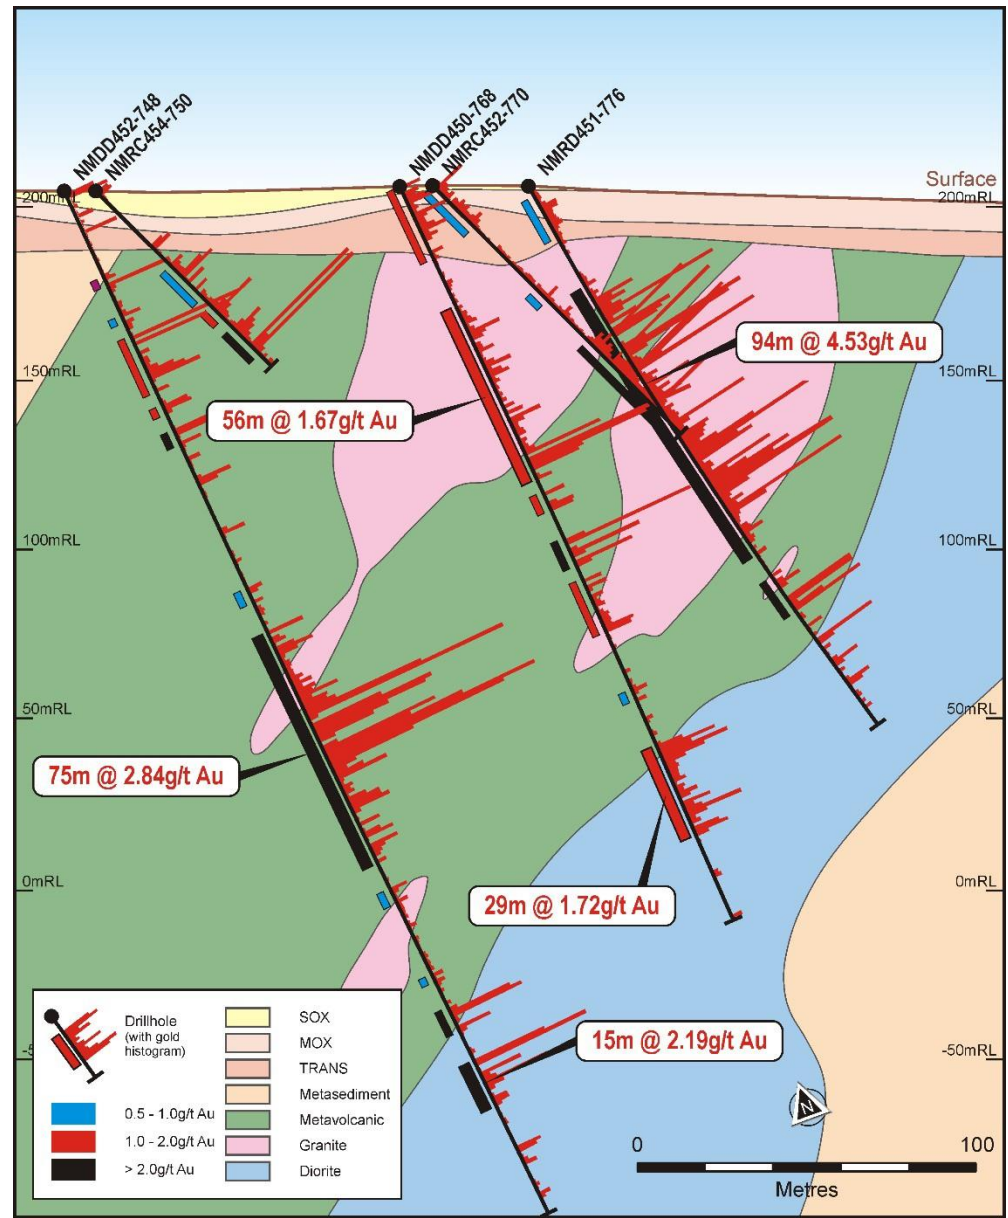 NMDD452-748
NMRC454-750
NMDD450-768
NMRC452-770
NMRD451-776
Surface
200mRL
200mRL
94m @ 4.53g/t Au
150mRL
150mRL
56m @ 1.67g/t Au
100mRL
100mRL
50mRL
50mRL
75m @ 2.84g/t Au
0mRL
0mRL
29m @ 1.72g/t Au
15m @ 2.19g/t Au
-50mRL
Drillhole
(with gold
histogram)
0.5 - 1.0g/t Au
1.0 - 2.0g/t Au
> 2.0g/t Au
SOX
MOX
TRANS
Metasediment
Metavolcanic
Granite
Diorite
N
0 100
Metres